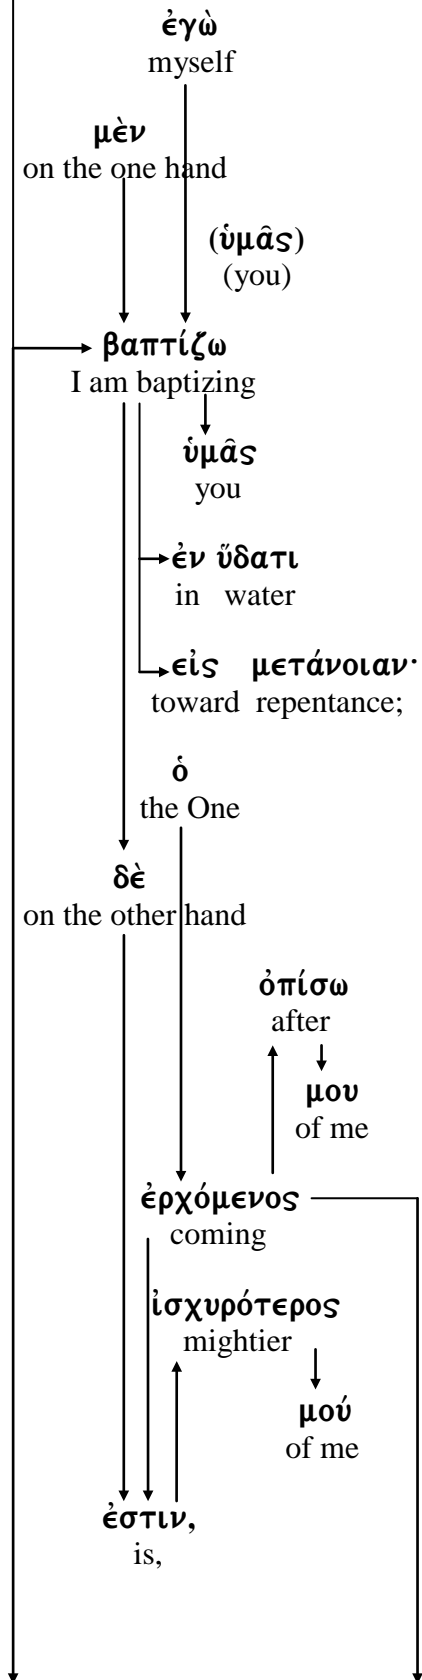 ἐγὼ
myself
μὲν
on the one hand
(ὑμᾶς)
(you)
βαπτίζω
I am baptizing
ὑμᾶς
you
ἐν ὕδατι
in water
εἰς μετάνοιαν·
toward repentance;
ὁ
the One
δὲ
on the other hand
ὀπίσω
after
μου
of me
ἐρχόμενος
coming
ἰσχυρότερος
mightier
μού
of me
ἐστιν,
is,